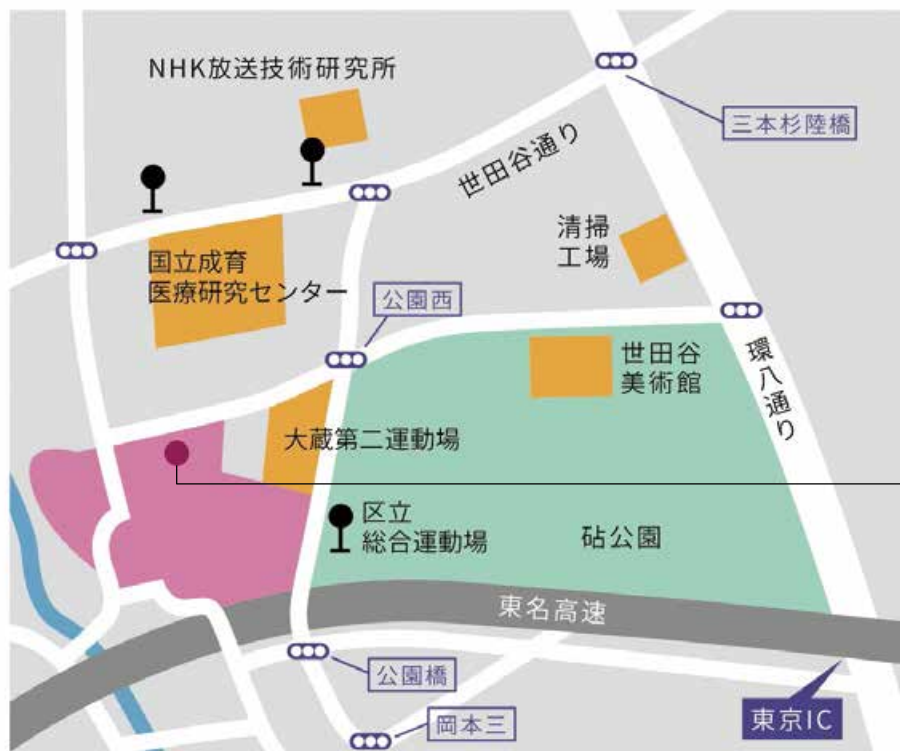 NHK放送技術研究所
三本杉陸橋
世田谷通り
清掃
工場
国立成育
医療研究センター
公園西
世田谷
美術館
環八通り
大蔵第二運動場
区立
総合運動場
砧公園
東名高速
公園橋
岡本三
東京IC